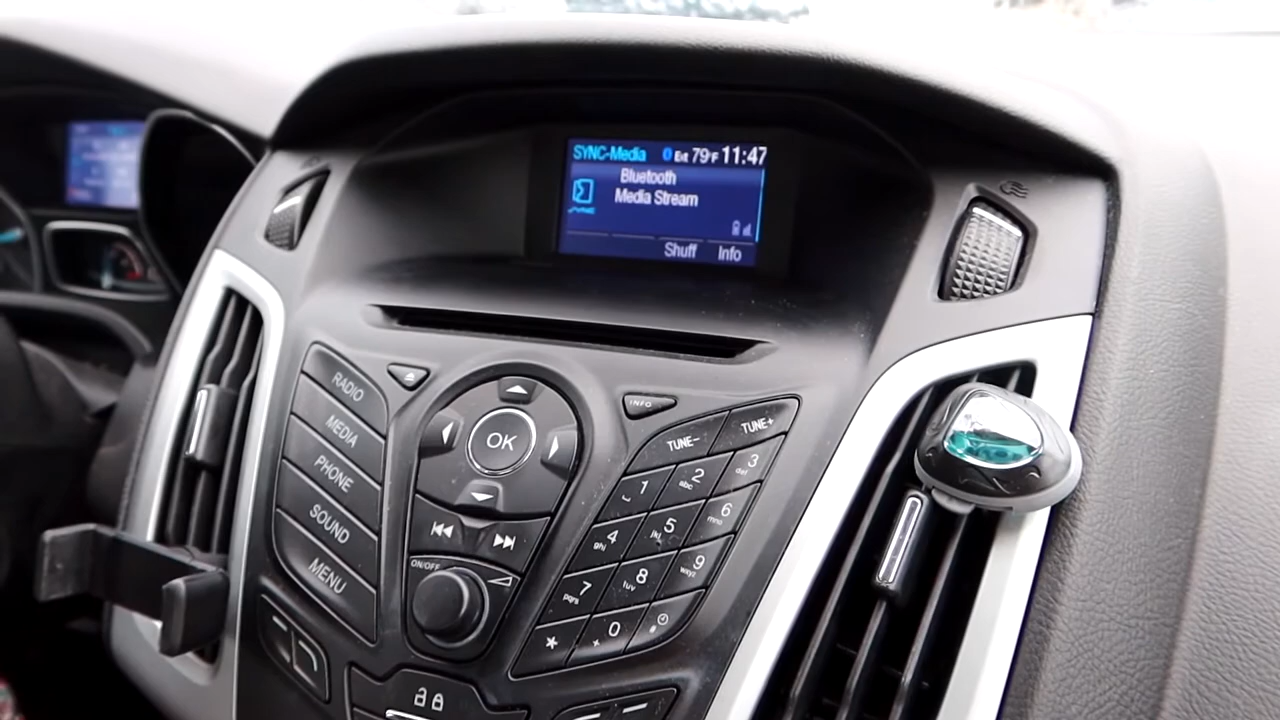 SYNC-Media Ext 79°F 11:47
Bluetooth
Media Stream
Shuff Info
RADIO
MEDIA
PHONE
SOUND
MENU
OK
ON/OFF
INFO
TUNE- TUNE+
1 2 abc 3 def
4 ghi 5 jkl 6 mno
7 pqrs 8 tuv 9 wxyz
* 0 + #